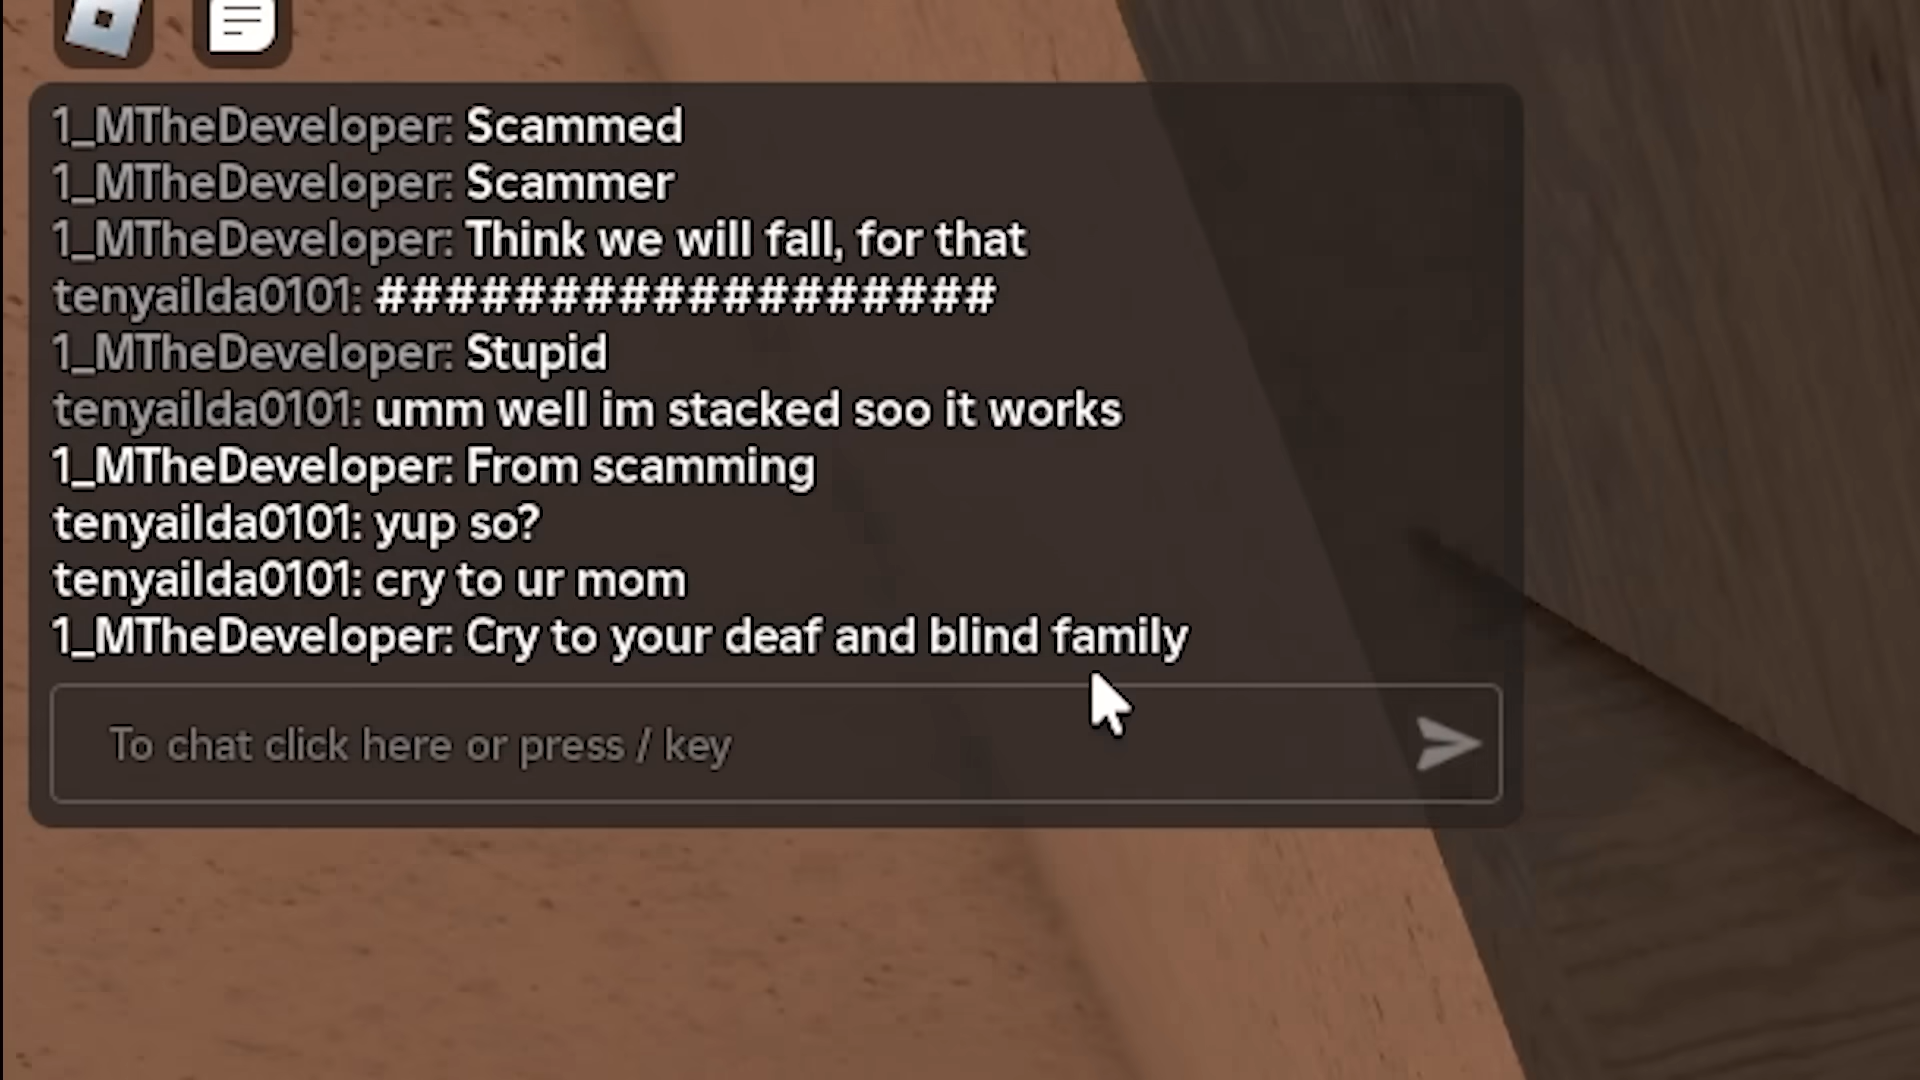 1_MTheDeveloper: Scammed
1_MTheDeveloper: Scammer
1_MTheDeveloper: Think we will fall, for that
tenyailda0101: ##################
1_MTheDeveloper: Stupid
tenyailda0101: umm well im stacked soo it works
1_MTheDeveloper: From scamming
tenyailda0101: yup so?
tenyailda0101: cry to ur mom
1_MTheDeveloper: Cry to your deaf and blind family
To chat click here or press / key